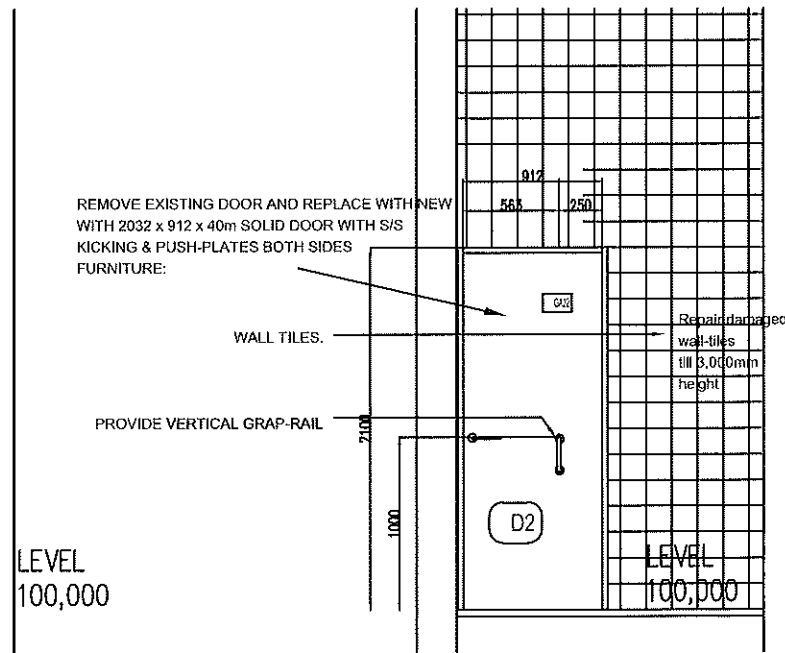 912
563 250
REMOVE EXISTING DOOR AND REPLACE WITH NEW
WITH 2032 x 912 x 40m SOLID DOOR WITH S/S
KICKING & PUSH-PLATES BOTH SIDES
FURNITURE:
WALL TILES.
Repair damaged
wall-tiles
till 3,000mm
height
PROVIDE VERTICAL GRAP-RAIL
2100
1000
D2
LEVEL
100,000
LEVEL
100,000